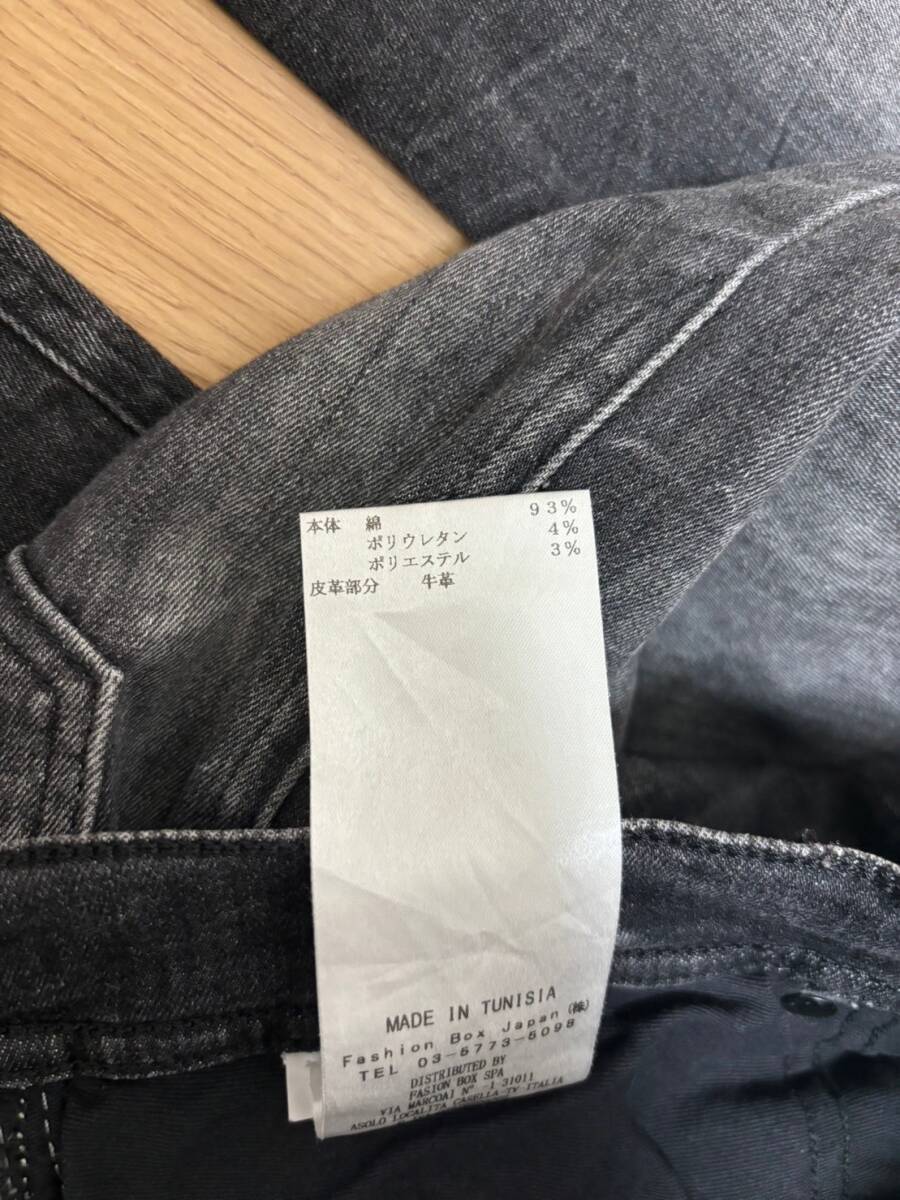 本体 綿 93%
ポリウレタン 4%
ポリエステル 3%
皮革部分 牛革
MADE IN TUNISIA
Fashion Box Japan(株)
TEL 03-5773-5098
DISTRIBUTED BY
FASION BOX SPA
VIA MARCOAI N° -1 31011
ASOLO LOCALITA CASELLA-TV-ITALIA